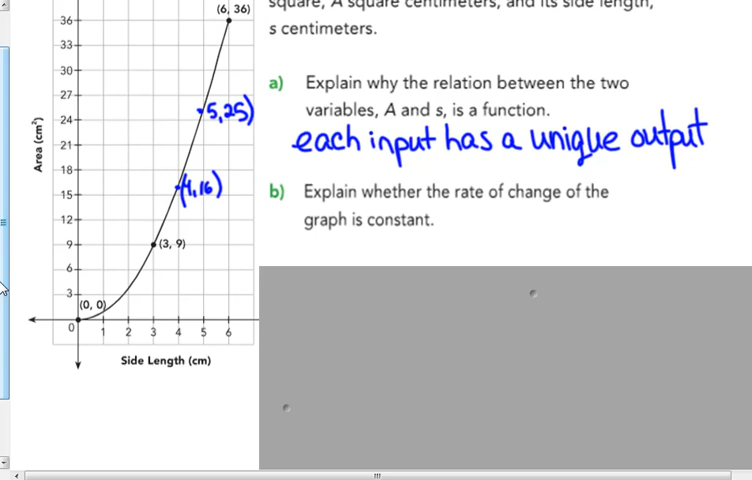 square, A square centimeters, and its side length,
s centimeters.
a) Explain why the relation between the two
variables, A and s, is a function.
each input has a unique output
b) Explain whether the rate of change of the
graph is constant.
Area (cm²)
(6, 36)
36
33
30
27
5,25)
24
21
18
(4,16)
15
12
9
(3, 9)
6
3
(0, 0)
0 1 2 3 4 5 6
Side Length (cm)